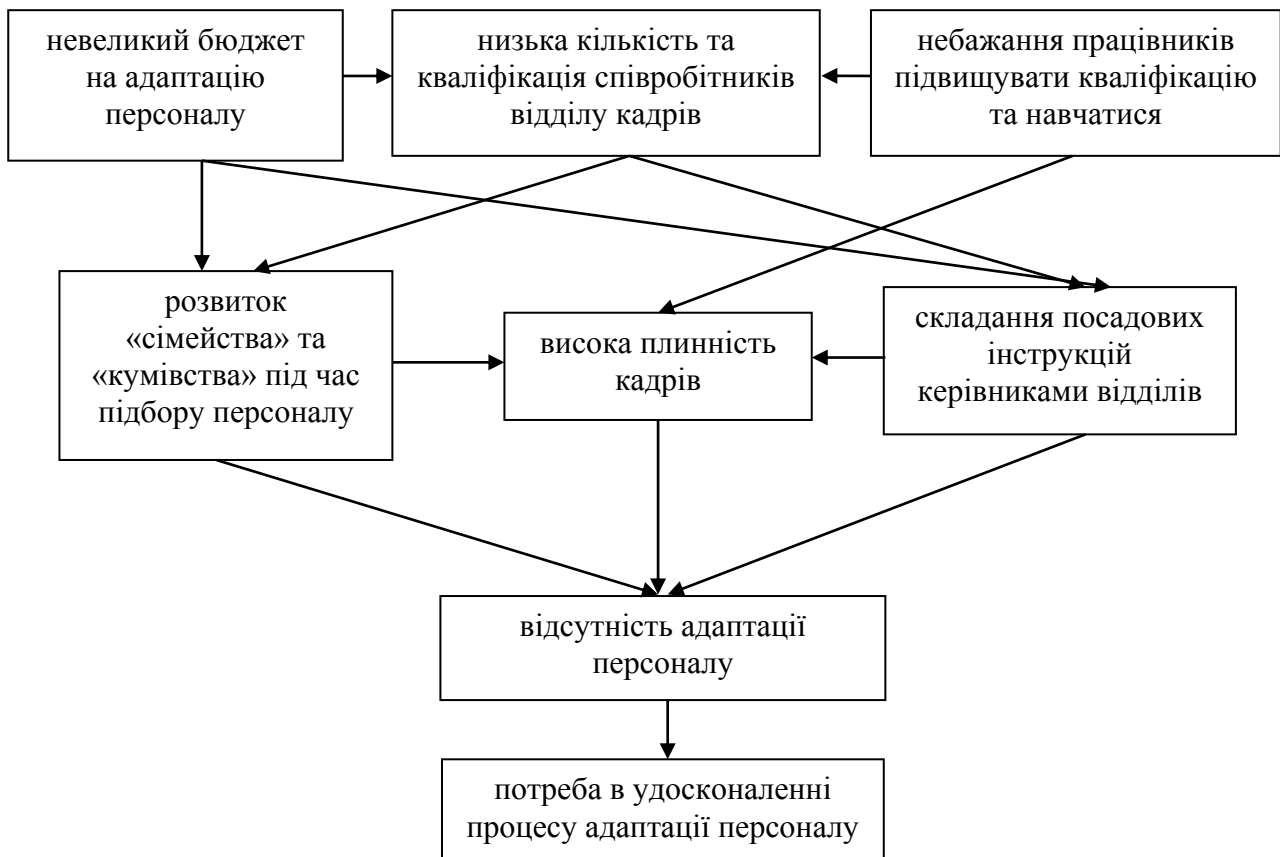 невеликий бюджет
на адаптацію
персоналу
низька кількість та
кваліфікація співробітників
відділу кадрів
небажання працівників
підвищувати кваліфікацію
та навчатися
розвиток
«сімейства» та
«кумівства» під час
підбору персоналу
висока плинність
кадрів
складання посадових
інструкцій
керівниками відділів
відсутність адаптації
персоналу
потреба в удосконаленні
процесу адаптації персоналу